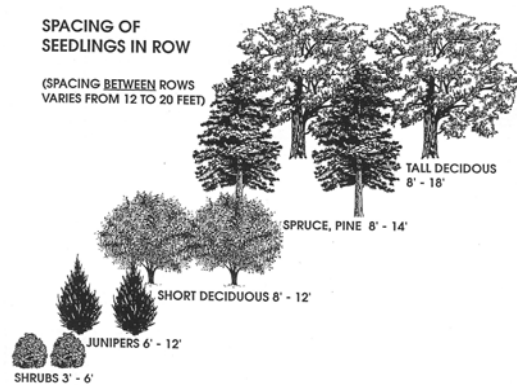 SPACING OF
SEEDLINGS IN ROW
(SPACING BETWEEN ROWS
VARIES FROM 12 TO 20 FEET)
TALL DECIDOUS
8' - 18'
SPRUCE, PINE 8' - 14'
SHORT DECIDUOUS 8' - 12'
JUNIPERS 6' - 12'
SHRUBS 3' - 6'